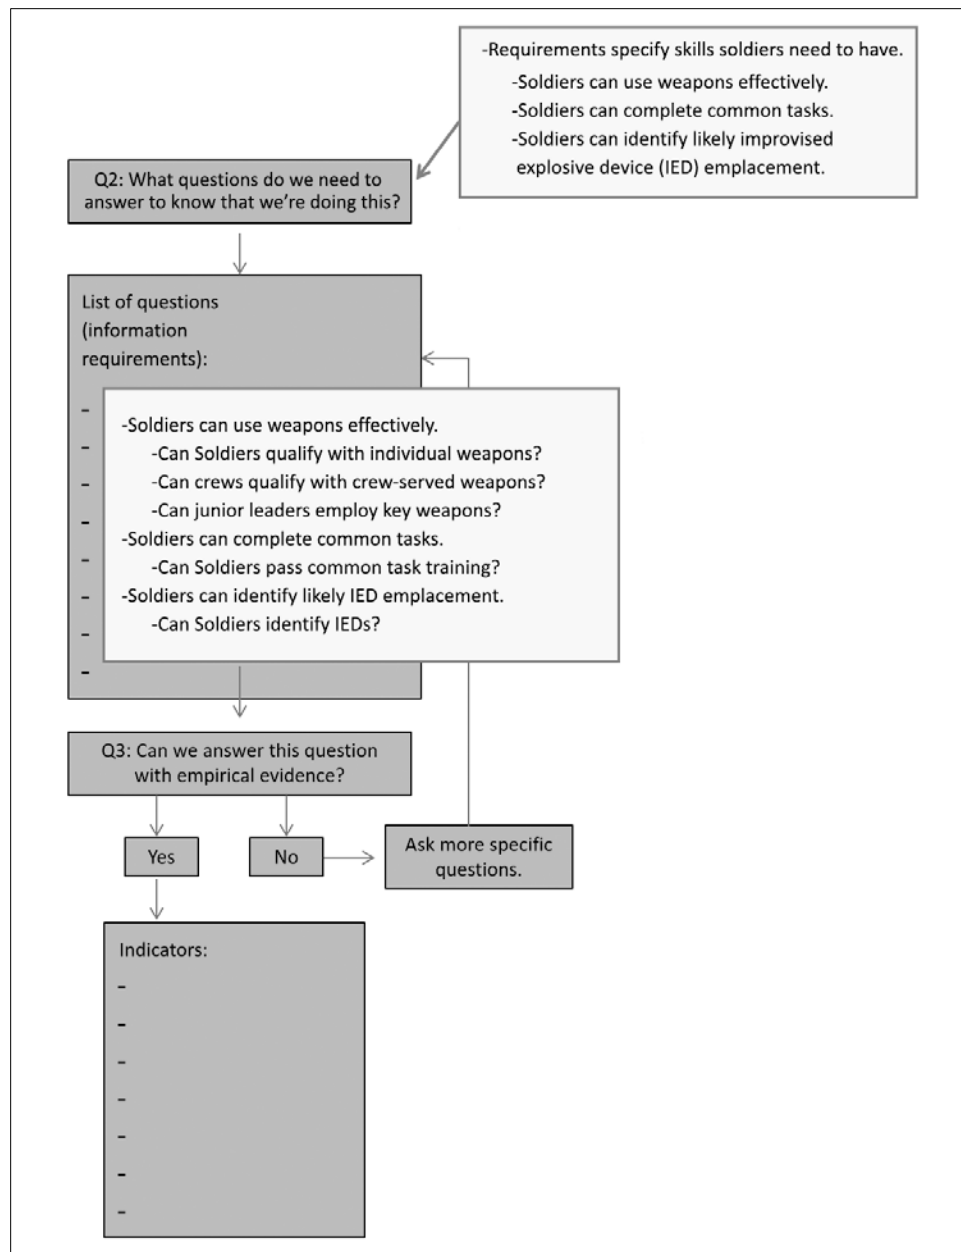 -Requirements specify skills soldiers need to have.
-Soldiers can use weapons effectively.
-Soldiers can complete common tasks.
-Soldiers can identify likely improvised
explosive device (IED) emplacement.
Q2: What questions do we need to
answer to know that we’re doing this?
List of questions
(information
requirements):
-
-
-
-
-
-
-
-
-Soldiers can use weapons effectively.
-Can Soldiers qualify with individual weapons?
-Can crews qualify with crew-served weapons?
-Can junior leaders employ key weapons?
-Soldiers can complete common tasks.
-Can Soldiers pass common task training?
-Soldiers can identify likely IED emplacement.
-Can Soldiers identify IEDs?
Q3: Can we answer this question
with empirical evidence?
Yes
No
Ask more specific
questions.
Indicators:
-
-
-
-
-
-
-